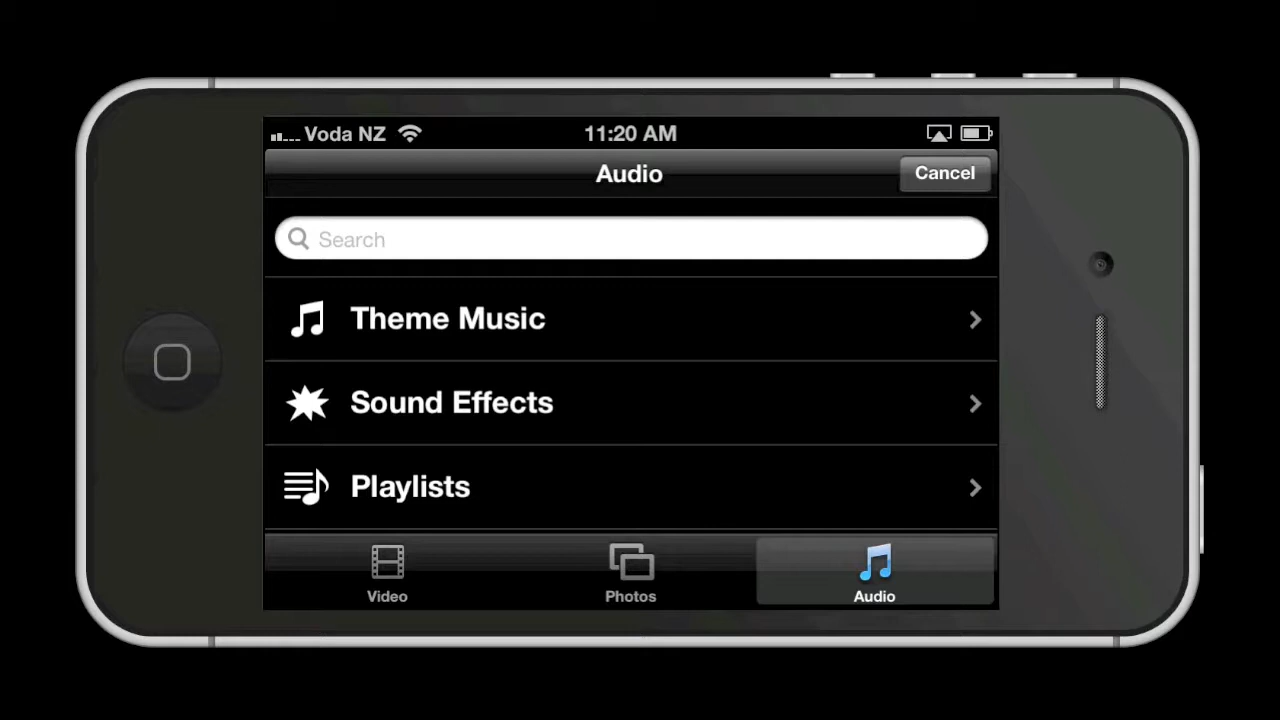 Voda NZ 11:20 AM
Audio Cancel
Search
Theme Music
Sound Effects
Playlists
Video Photos Audio